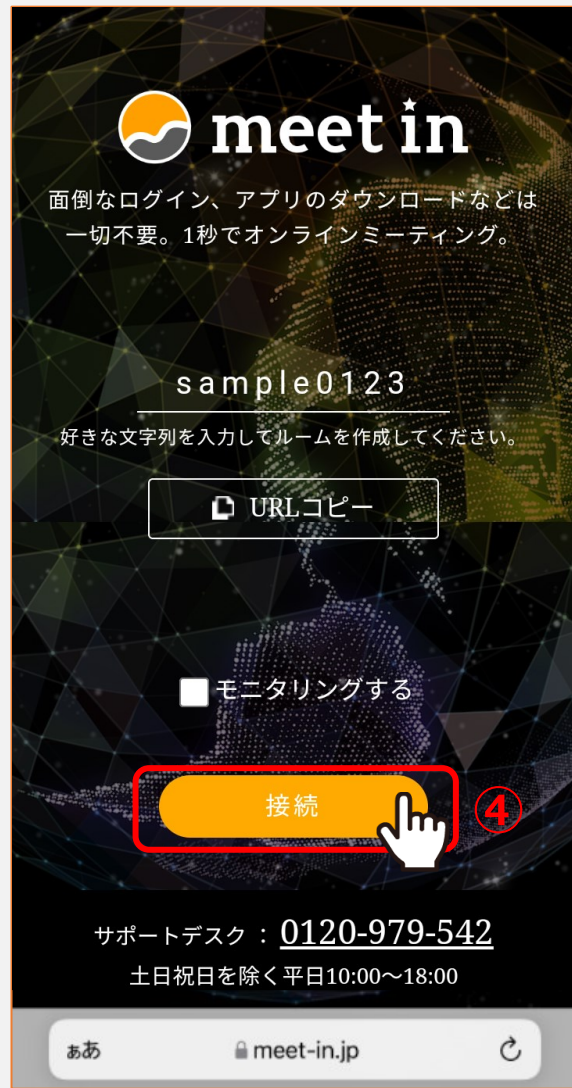 meet in
面倒なログイン、アプリのダウンロードなどは
一切不要。1秒でオンラインミーティング。
sample0123
好きな文字列を入力してルームを作成してください。
URLコピー
モニタリングする
接続
④
サポートデスク : 0120-979-542
土日祝日を除く平日10:00〜18:00
ぁあ meet-in.jp